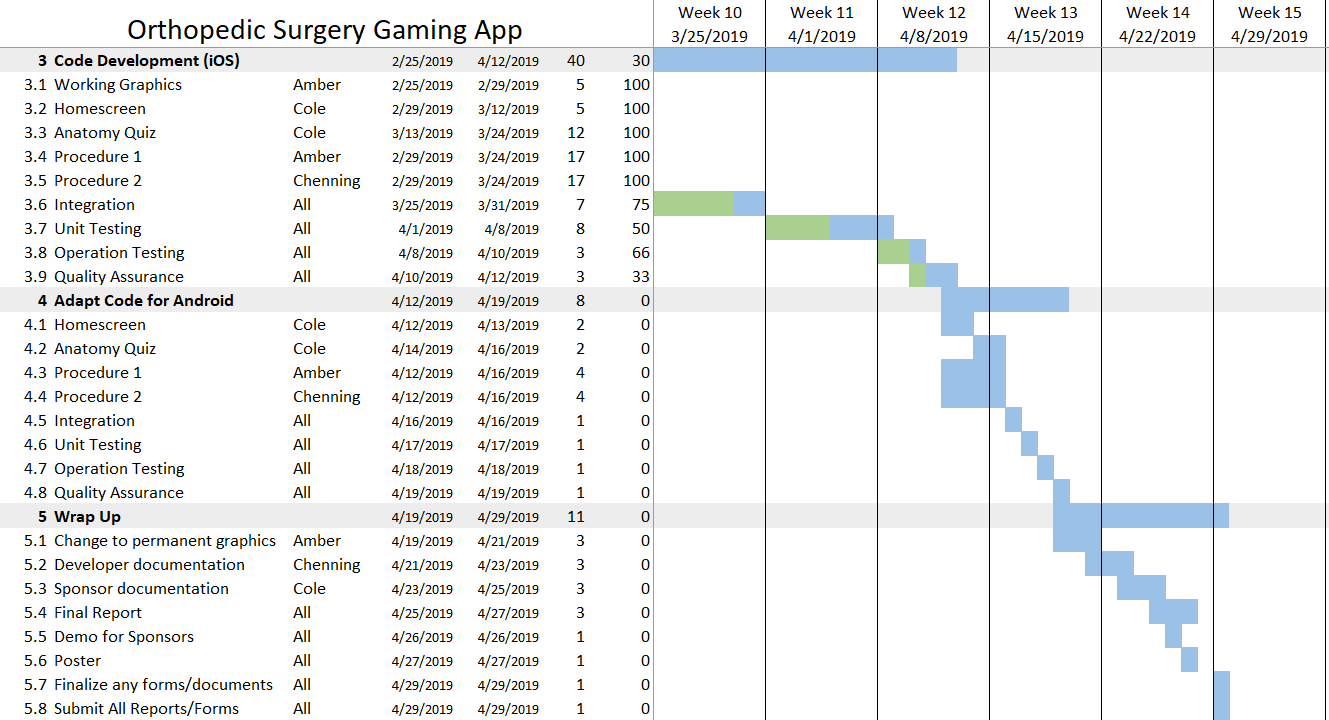 Week 10 Week 11 Week 12 Week 13 Week 14 Week 15
Orthopedic Surgery Gaming App
3/25/2019 4/1/2019 4/8/2019 4/15/2019 4/22/2019 4/29/2019
3 Code Development (iOS) 2/25/2019 4/12/2019 40 30
3.1 Working Graphics Amber 2/25/2019 2/29/2019 5 100
3.2 Homescreen Cole 2/29/2019 3/12/2019 5 100
3.3 Anatomy Quiz Cole 3/13/2019 3/24/2019 12 100
3.4 Procedure 1 Amber 2/29/2019 3/24/2019 17 100
3.5 Procedure 2 Chenning 2/29/2019 3/24/2019 17 100
3.6 Integration All 3/25/2019 3/31/2019 7 75
3.7 Unit Testing All 4/1/2019 4/8/2019 8 50
3.8 Operation Testing All 4/8/2019 4/10/2019 3 66
3.9 Quality Assurance All 4/10/2019 4/12/2019 3 33
4 Adapt Code for Android 4/12/2019 4/19/2019 8 0
4.1 Homescreen Cole 4/12/2019 4/13/2019 2 0
4.2 Anatomy Quiz Cole 4/14/2019 4/16/2019 2 0
4.3 Procedure 1 Amber 4/12/2019 4/16/2019 4 0
4.4 Procedure 2 Chenning 4/12/2019 4/16/2019 4 0
4.5 Integration All 4/16/2019 4/16/2019 1 0
4.6 Unit Testing All 4/17/2019 4/17/2019 1 0
4.7 Operation Testing All 4/18/2019 4/18/2019 1 0
4.8 Quality Assurance All 4/19/2019 4/19/2019 1 0
5 Wrap Up 4/19/2019 4/29/2019 11 0
5.1 Change to permanent graphics Amber 4/19/2019 4/21/2019 3 0
5.2 Developer documentation Chenning 4/21/2019 4/23/2019 3 0
5.3 Sponsor documentation Cole 4/23/2019 4/25/2019 3 0
5.4 Final Report All 4/25/2019 4/27/2019 3 0
5.5 Demo for Sponsors All 4/26/2019 4/26/2019 1 0
5.6 Poster All 4/27/2019 4/27/2019 1 0
5.7 Finalize any forms/documents All 4/29/2019 4/29/2019 1 0
5.8 Submit All Reports/Forms All 4/29/2019 4/29/2019 1 0